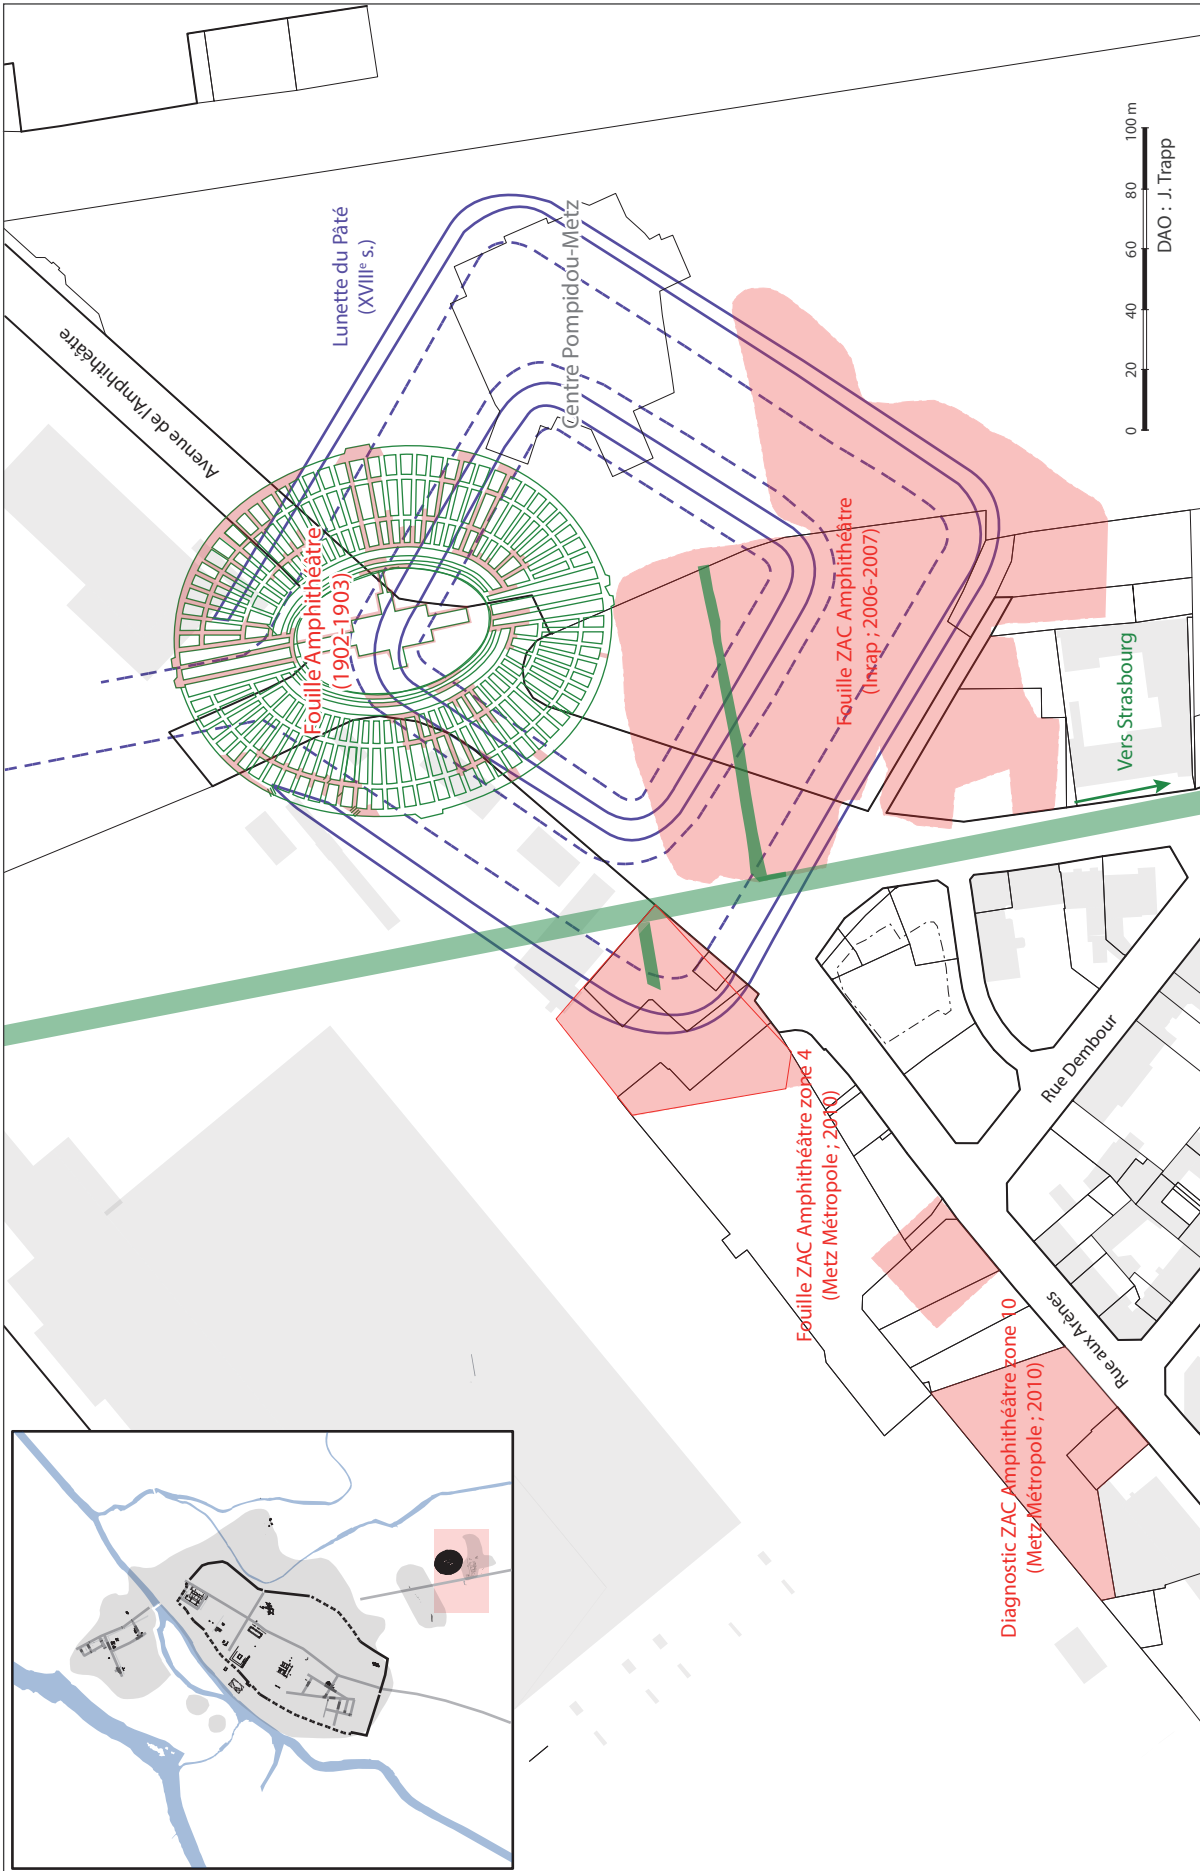 Lunette du Pâté
(XVIIIᵉ s.)
Avenue de l'Amphithéâtre
Centre Pompidou-Metz
Fouille Amphithéâtre
(1902-1903)
Fouille ZAC Amphithéâtre
(Inrap ; 2006-2007)
0 20 40 60 80 100 m
DAO : J. Trapp
Vers Strasbourg
Fouille ZAC Amphithéâtre zone 4
(Metz Métropole ; 2010)
Rue Dembour
Rue aux Arènes
Diagnostic ZAC Amphithéâtre zone 10
(Metz Métropole ; 2010)